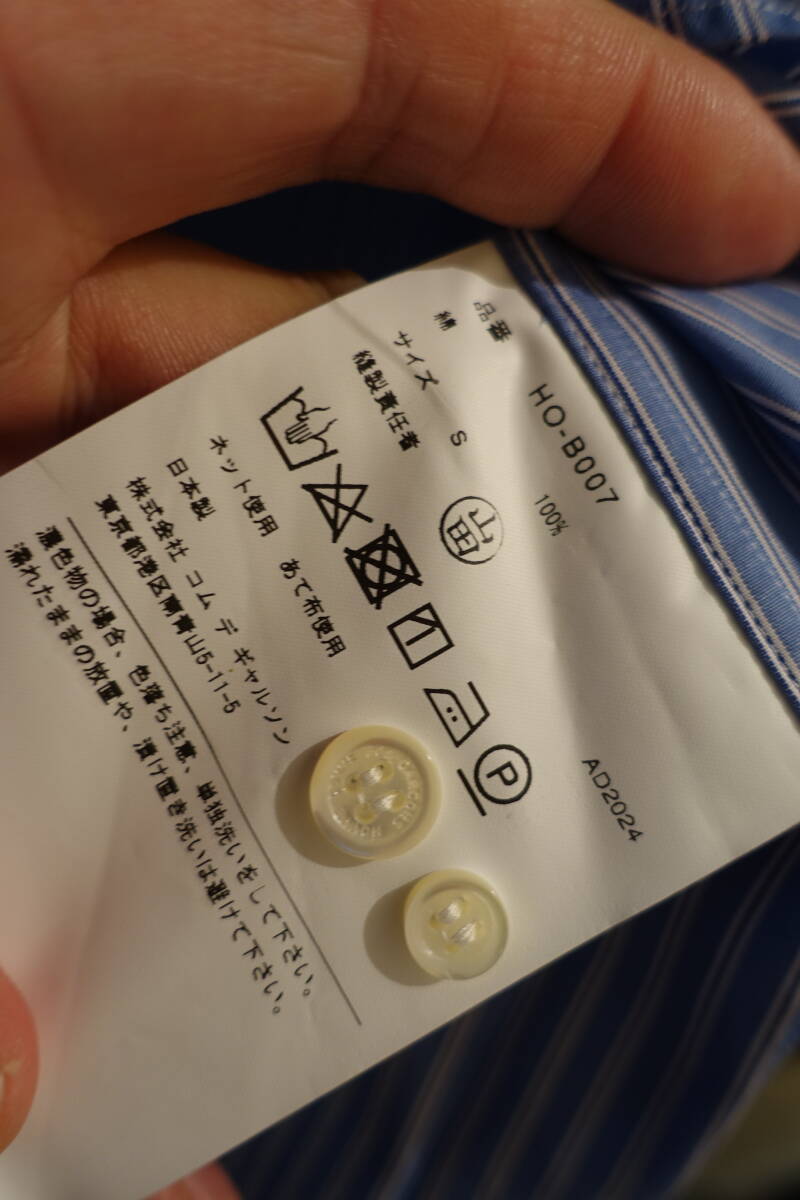 品番 HO-B007 AD2024
綿 100%
サイズ S
縫製責任者 山田
P
ネット使用 あて布使用
日本製
株式会社 コム デ ギャルソン
東京都港区南青山5-11-5
濃色物の場合、色落ち注意、単独洗いをして下さい。
濡れたままの放置や、漬け置き洗いは避けて下さい。
COMME DES GARCONS HOMME